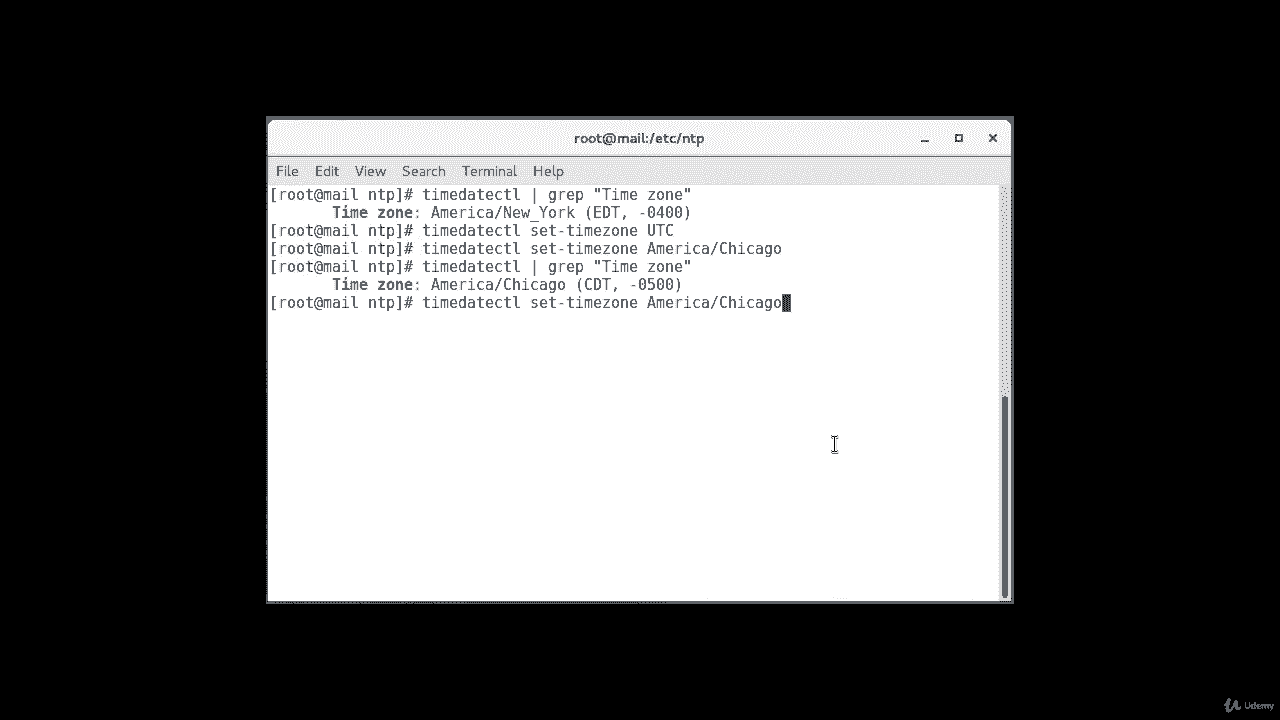 root@mail:/etc/ntp
File Edit View Search Terminal Help
[root@mail ntp]# timedatectl | grep "Time zone"
       Time zone: America/New_York (EDT, -0400)
[root@mail ntp]# timedatectl set-timezone UTC
[root@mail ntp]# timedatectl set-timezone America/Chicago
[root@mail ntp]# timedatectl | grep "Time zone"
       Time zone: America/Chicago (CDT, -0500)
[root@mail ntp]# timedatectl set-timezone America/Chicago
Udemy